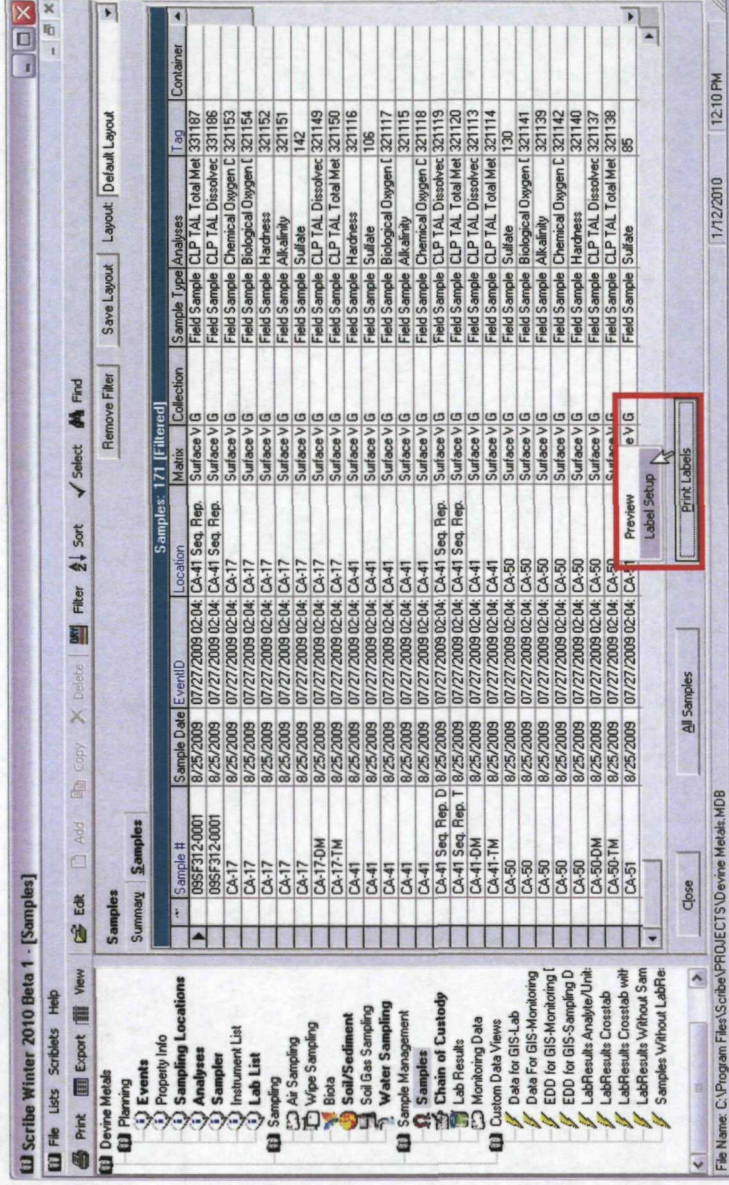 Scribe Winter 2010 Beta 1 - [Samples]
File Lists Scriblets Help
Print Export View Edit Add Copy Delete DRY! Filter Sort Select Find
Devine Metals
Planning
Events
Property Info
Sampling Locations
Analyses
Sampler
Instrument List
Lab List
Sampling
Air Sampling
Wipe Sampling
Biota
Soil/Sediment
Soil Gas Sampling
Water Sampling
Sample Management
Samples
Chain of Custody
Lab Results
Monitoring Data
Custom Data Views
Data for GIS-Lab
Data For GIS-Monitoring
EDD for GIS-Monitoring [
EDD for GIS-Sampling D
LabResults Analyte/Unit:
LabResults Crosstab
LabResults Crosstab with
LabResults Without Sam
Samples Without LabRe:
Samples
Remove Filter Save Layout Layout: Default Layout
Summary Samples
Samples: 171 [Filtered]
Sample # Sample Date EventID Location Matrix Collection Sample Type Analyses Tag Container
09SF312-0001 8/25/2009 07/27/2009 02:04: CA-41 Seq. Rep. Surface V G Field Sample CLP TAL Total Met 331187
09SF312-0001 8/25/2009 07/27/2009 02:04: CA-41 Seq. Rep. Surface V G Field Sample CLP TAL Dissolvec 331186
CA-17 8/25/2009 07/27/2009 02:04: CA-17 Surface V G Field Sample Chemical Oxygen D 321153
CA-17 8/25/2009 07/27/2009 02:04: CA-17 Surface V G Field Sample Biological Oxygen [ 321154
CA-17 8/25/2009 07/27/2009 02:04: CA-17 Surface V G Field Sample Hardness 321152
CA-17 8/25/2009 07/27/2009 02:04: CA-17 Surface V G Field Sample Alkalinity 321151
CA-17 8/25/2009 07/27/2009 02:04: CA-17 Surface V G Field Sample Sulfate 142
CA-17-DM 8/25/2009 07/27/2009 02:04: CA-17 Surface V G Field Sample CLP TAL Dissolvec 321149
CA-17-TM 8/25/2009 07/27/2009 02:04: CA-17 Surface V G Field Sample CLP TAL Total Met 321150
CA-41 8/25/2009 07/27/2009 02:04: CA-41 Surface V G Field Sample Hardness 321116
CA-41 8/25/2009 07/27/2009 02:04: CA-41 Surface V G Field Sample Sulfate 106
CA-41 8/25/2009 07/27/2009 02:04: CA-41 Surface V G Field Sample Biological Oxygen [ 321117
CA-41 8/25/2009 07/27/2009 02:04: CA-41 Surface V G Field Sample Alkalinity 321115
CA-41 8/25/2009 07/27/2009 02:04: CA-41 Surface V G Field Sample Chemical Oxygen D 321118
CA-41 Seq. Rep. D 8/25/2009 07/27/2009 02:04: CA-41 Seq. Rep. Surface V G Field Sample CLP TAL Dissolvec 321119
CA-41 Seq. Rep. T 8/25/2009 07/27/2009 02:04: CA-41 Seq. Rep. Surface V G Field Sample CLP TAL Total Met 321120
CA-41-DM 8/25/2009 07/27/2009 02:04: CA-41 Surface V G Field Sample CLP TAL Dissolvec 321113
CA-41-TM 8/25/2009 07/27/2009 02:04: CA-41 Surface V G Field Sample CLP TAL Total Met 321114
CA-50 8/25/2009 07/27/2009 02:04: CA-50 Surface V G Field Sample Sulfate 130
CA-50 8/25/2009 07/27/2009 02:04: CA-50 Surface V G Field Sample Biological Oxygen [ 321141
CA-50 8/25/2009 07/27/2009 02:04: CA-50 Surface V G Field Sample Alkalinity 321139
CA-50 8/25/2009 07/27/2009 02:04: CA-50 Surface V G Field Sample Chemical Oxygen D 321142
CA-50 8/25/2009 07/27/2009 02:04: CA-50 Surface V G Field Sample Hardness 321140
CA-50-DM 8/25/2009 07/27/2009 02:04: CA-50 Surface V G Field Sample CLP TAL Dissolvec 321137
CA-50-TM 8/25/2009 07/27/2009 02:04: CA-50 Surface V G Field Sample CLP TAL Total Met 321138
CA-51 8/25/2009 07/27/2009 02:04: CA-51 e V G Field Sample Sulfate 85
Preview
Label Setup
Close All Samples Print Labels
File Name: C:\Program Files\Scribe\PROJECTS\Devine Metals.MDB 1/12/2010 12:10 PM